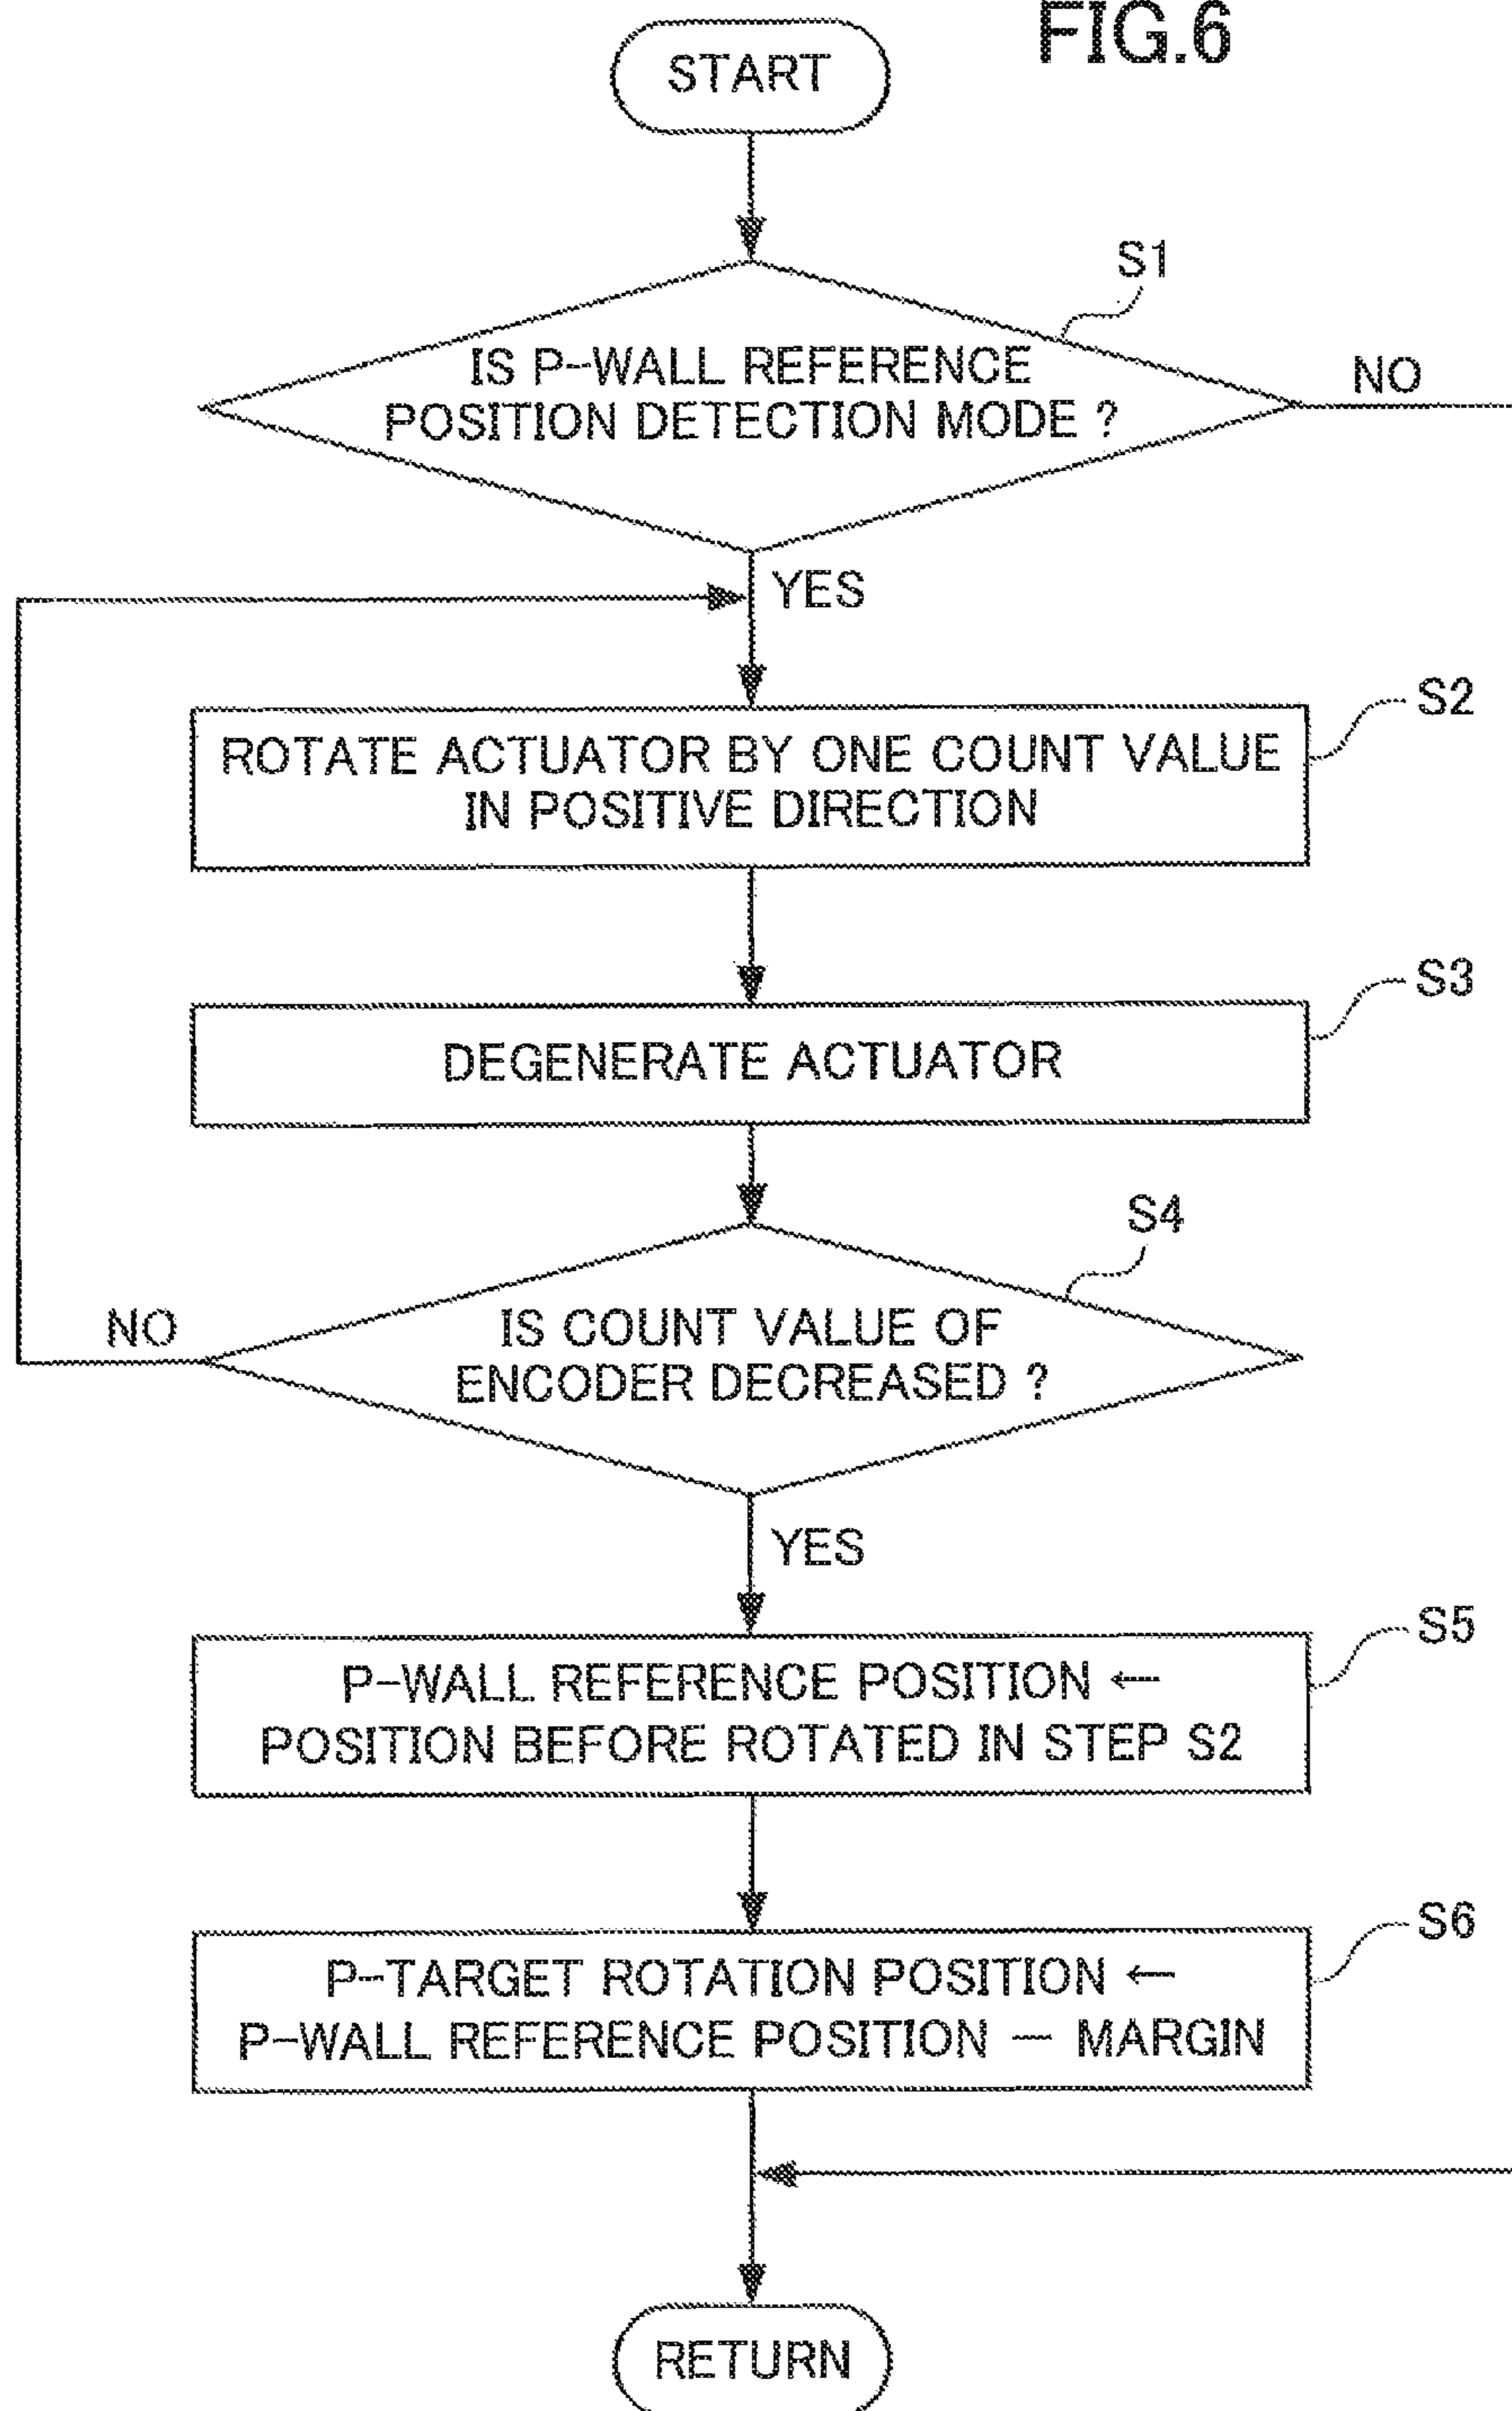 FIG.6
START
S1
IS P-WALL REFERENCE
POSITION DETECTION MODE ?
NO
YES
S2
ROTATE ACTUATOR BY ONE COUNT VALUE
IN POSITIVE DIRECTION
S3
DEGENERATE ACTUATOR
S4
IS COUNT VALUE OF
ENCODER DECREASED ?
NO
YES
S5
P-WALL REFERENCE POSITION ←
POSITION BEFORE ROTATED IN STEP S2
S6
P-TARGET ROTATION POSITION ←
P-WALL REFERENCE POSITION — MARGIN
RETURN